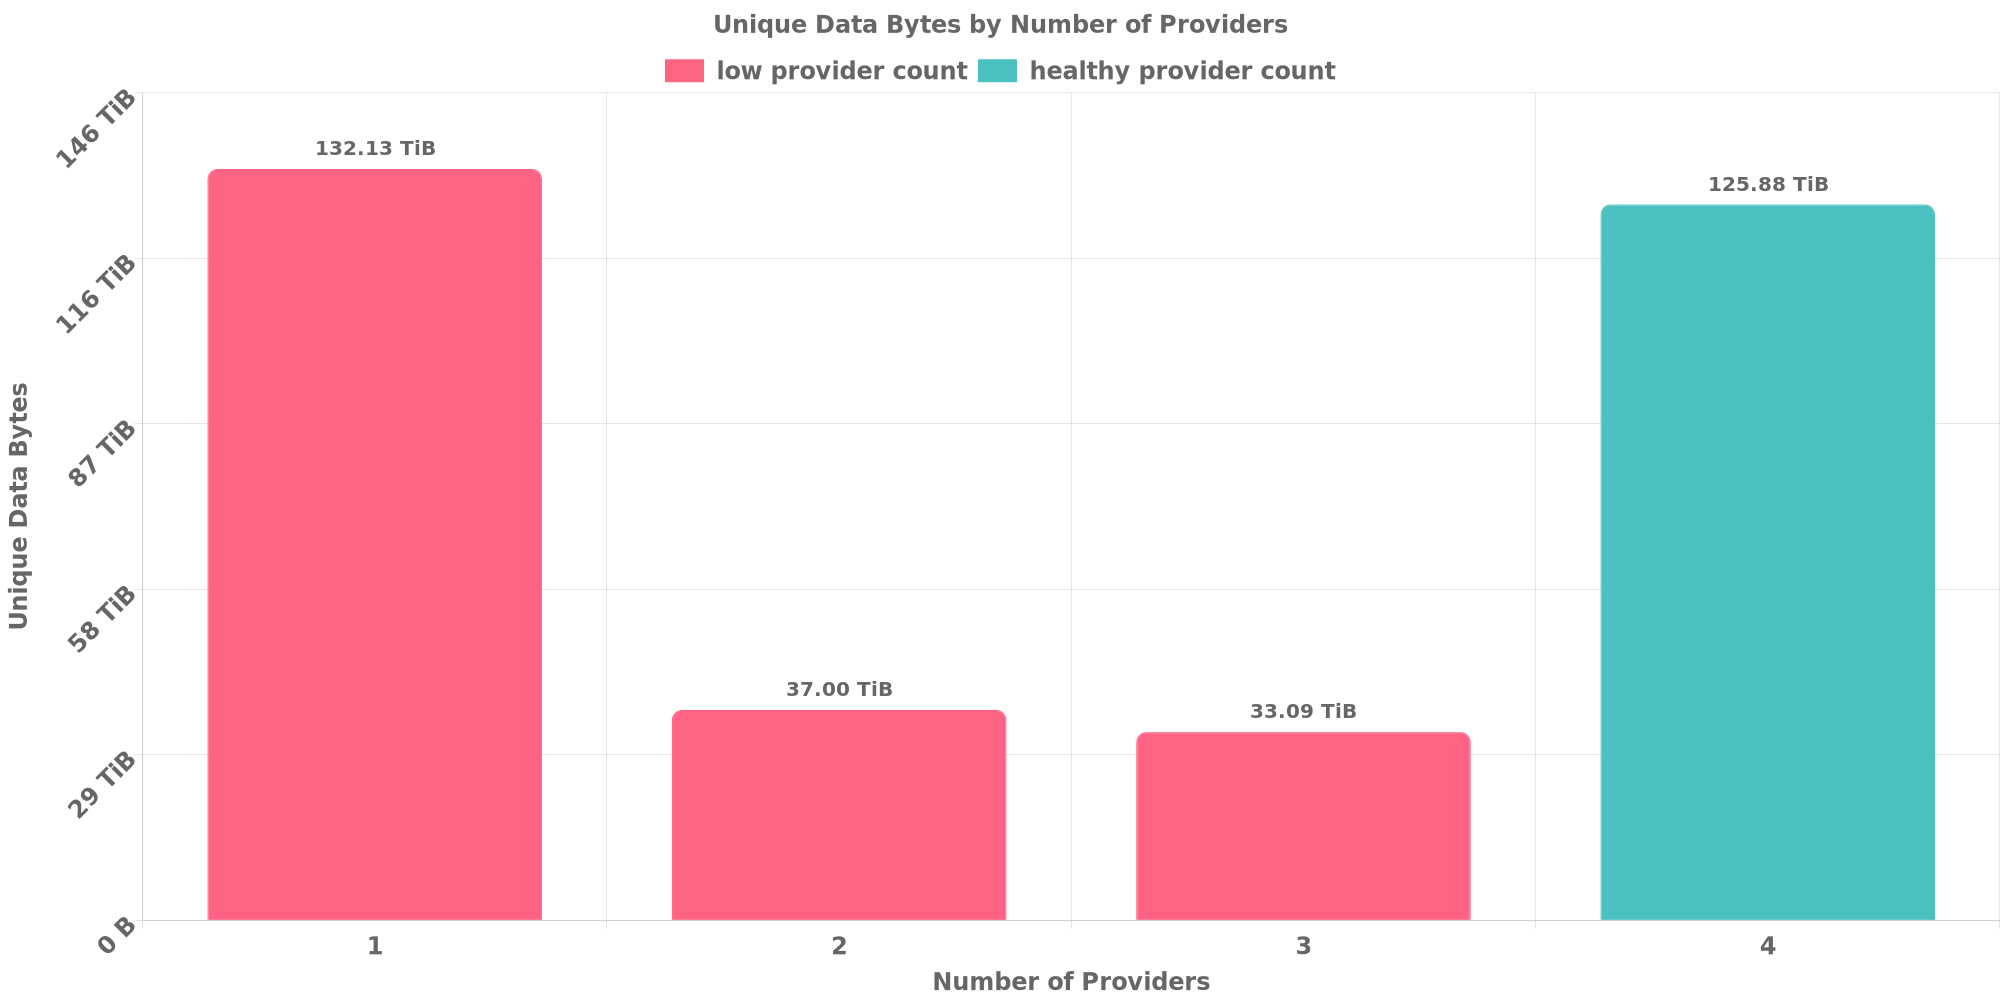 Unique Data Bytes by Number of Providers
low provider count healthy provider count
146 TiB
116 TiB
87 TiB
58 TiB
29 TiB
0 B
Unique Data Bytes
132.13 TiB
37.00 TiB
33.09 TiB
125.88 TiB
1 2 3 4
Number of Providers